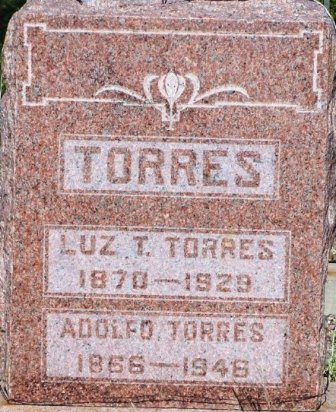 TORRES
LUZ T. TORRES
1870—1929
ADOLFO TORRES
1866—1946